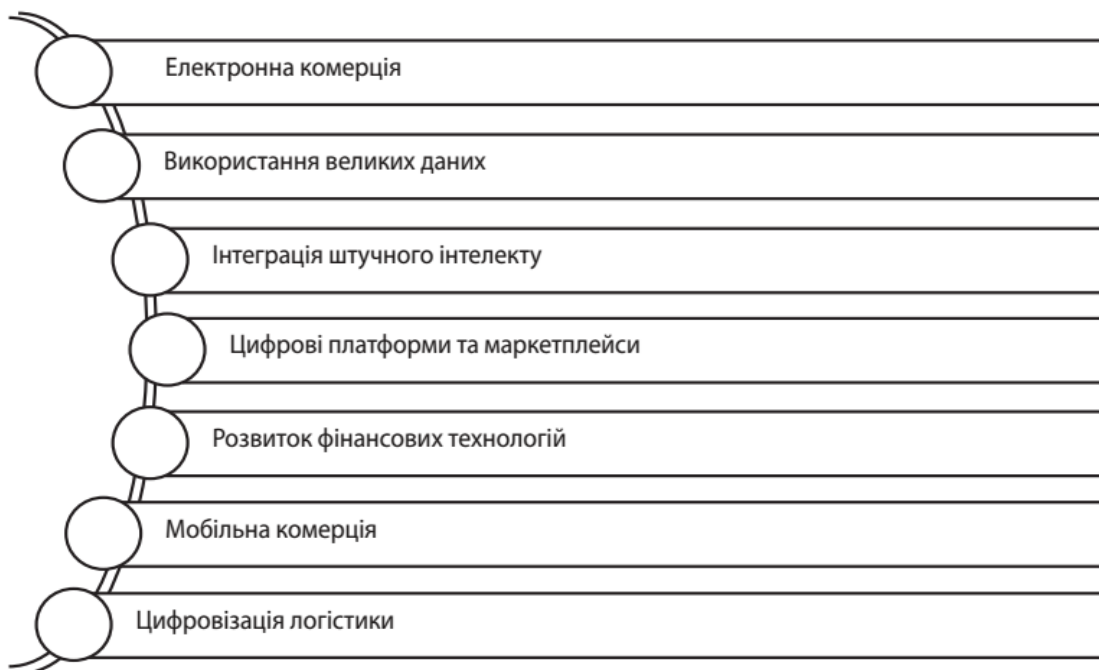 Електронна комерція
Використання великих даних
Інтеграція штучного інтелекту
Цифрові платформи та маркетплейси
Розвиток фінансових технологій
Мобільна комерція
Цифровізація логістики